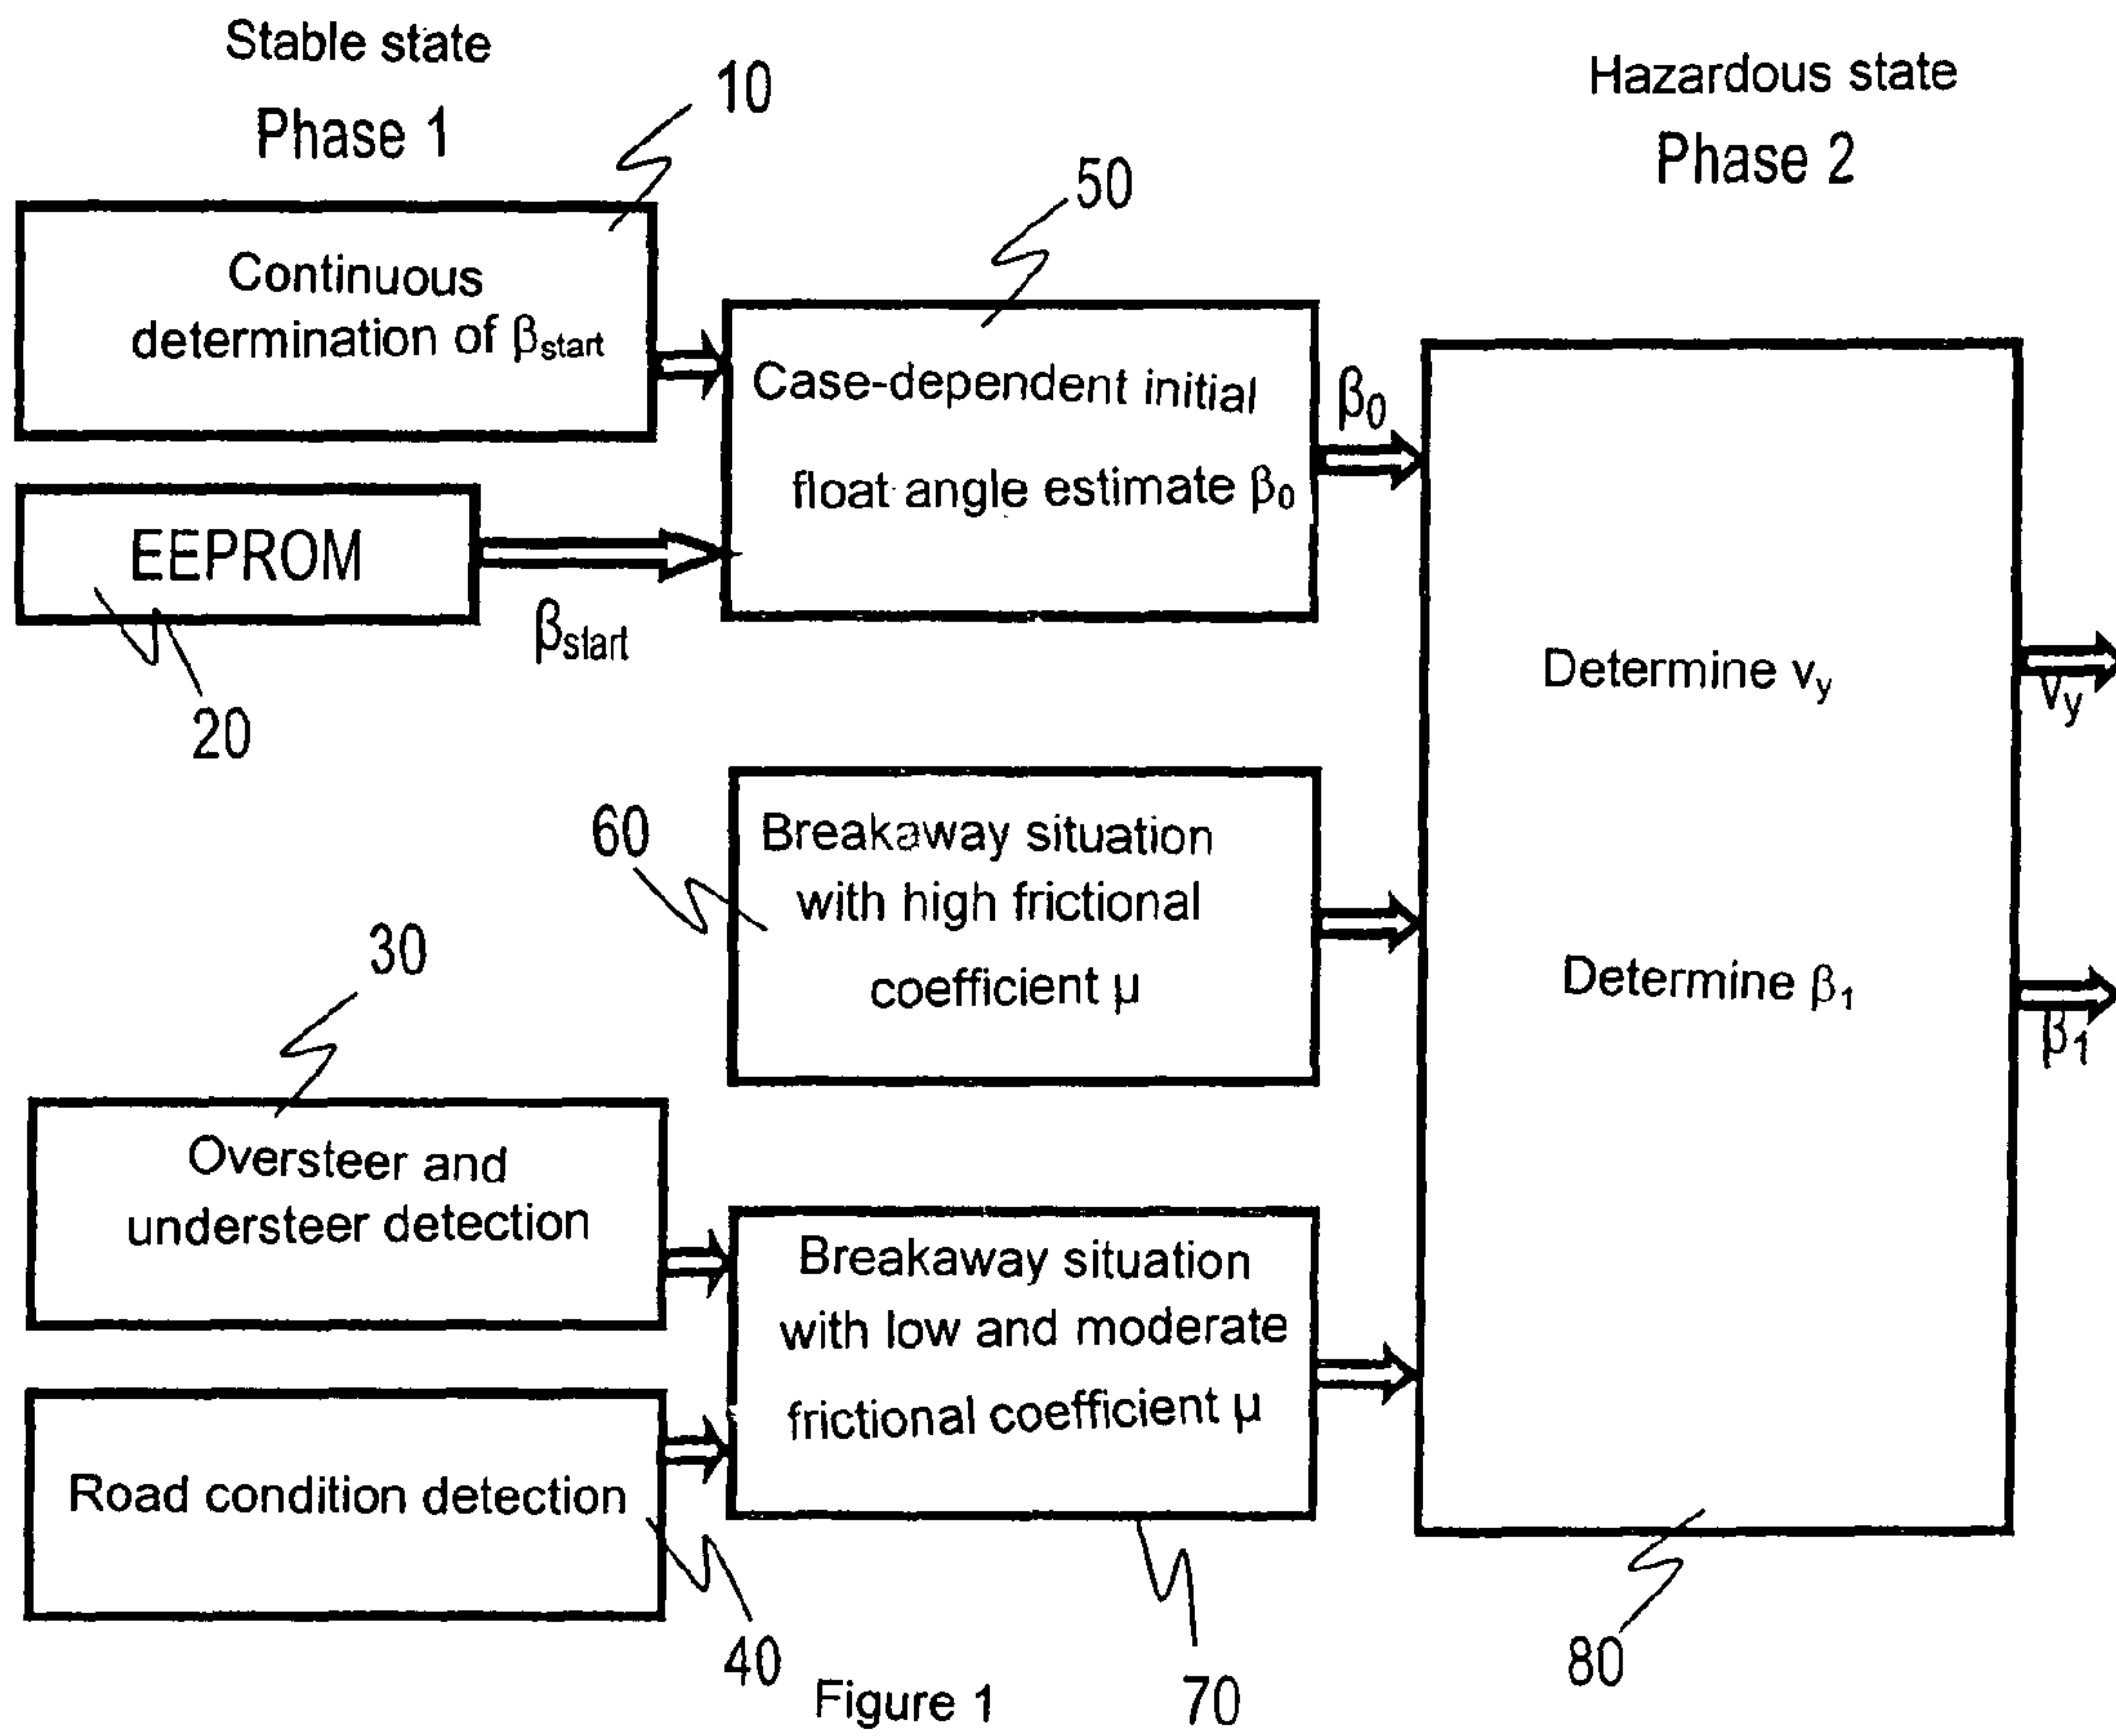 Stable state
Phase 1
10
Hazardous state
Phase 2
50
Continuous
determination of βstart
Case-dependent initial
float angle estimate β0
β0
EEPROM
βstart
20
Determine vy
vy
60
Breakaway situation
with high frictional
coefficient μ
Determine β1
β1
30
Oversteer and
understeer detection
Breakaway situation
with low and moderate
frictional coefficient μ
Road condition detection
40
70
80
Figure 1